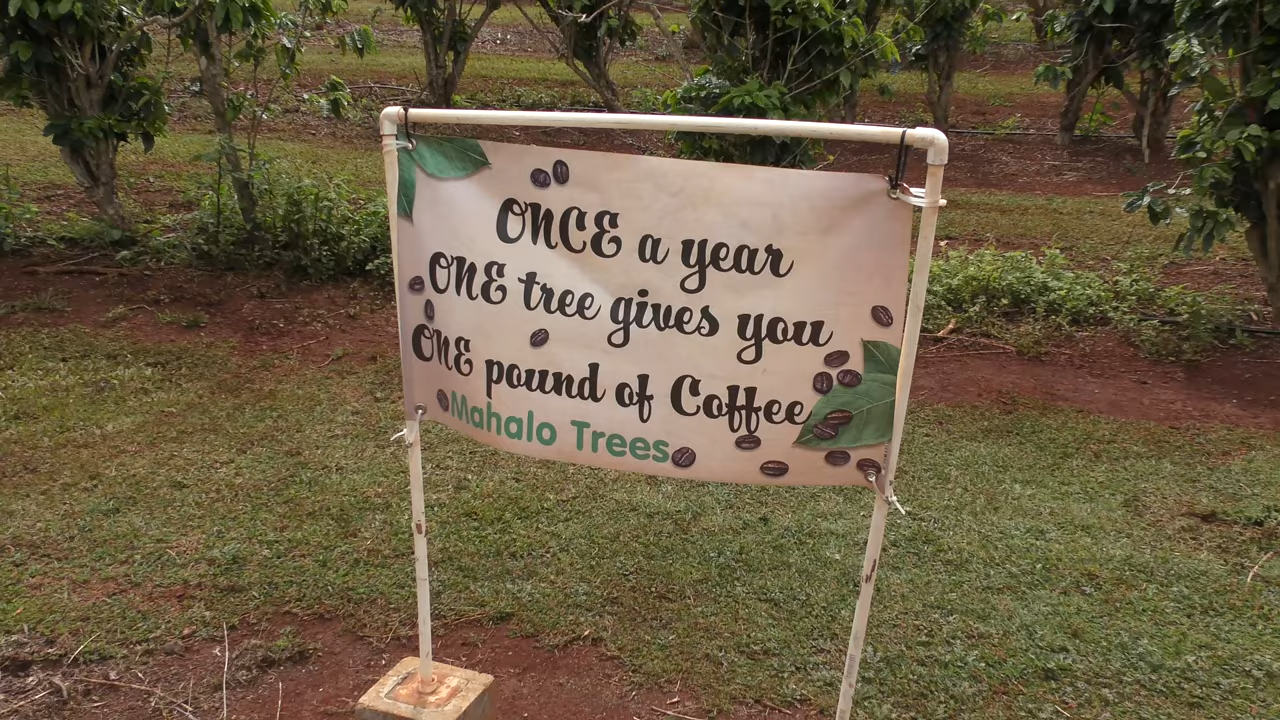 ONCE a year
ONE tree gives you
ONE pound of Coffee
Mahalo Trees